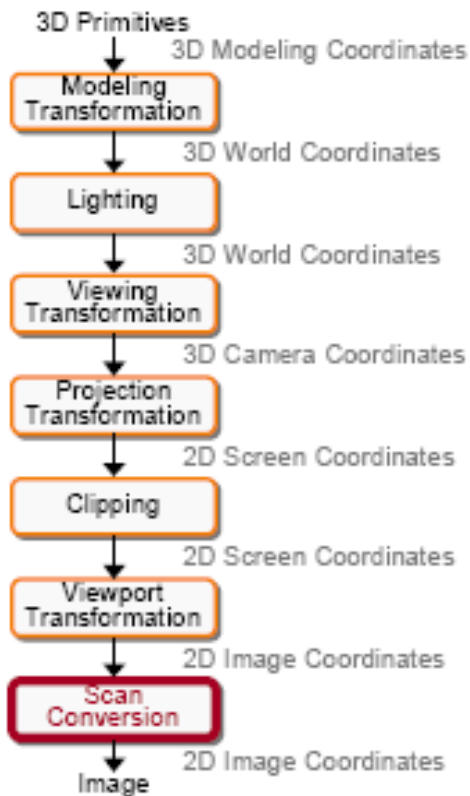 3D Primitives
3D Modeling Coordinates
Modeling
Transformation
3D World Coordinates
Lighting
3D World Coordinates
Viewing
Transformation
3D Camera Coordinates
Projection
Transformation
2D Screen Coordinates
Clipping
2D Screen Coordinates
Viewport
Transformation
2D Image Coordinates
Scan
Conversion
2D Image Coordinates
Image